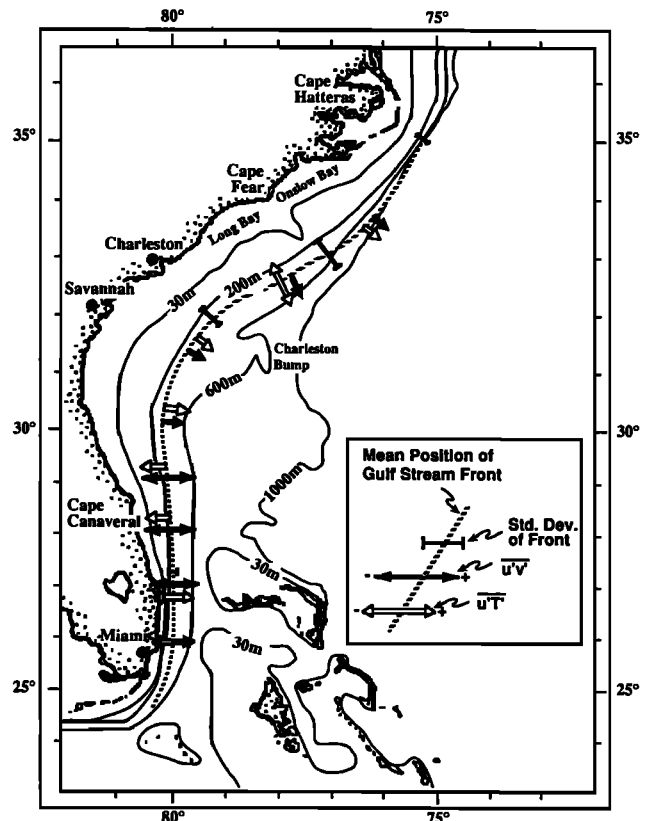 80°
75°
Cape
Hatteras
35°
35°
Cape
Fear
Onslow Bay
Long Bay
Charleston
200m
Savannah
30m
Charleston
Bump
600m
30°
30°
Mean Position of
Gulf Stream Front
1000m
Std. Dev.
of Front
Cape
Canaveral
- + u'v'
30m
- + u'T'
Miami
30m
25°
25°
80°
75°